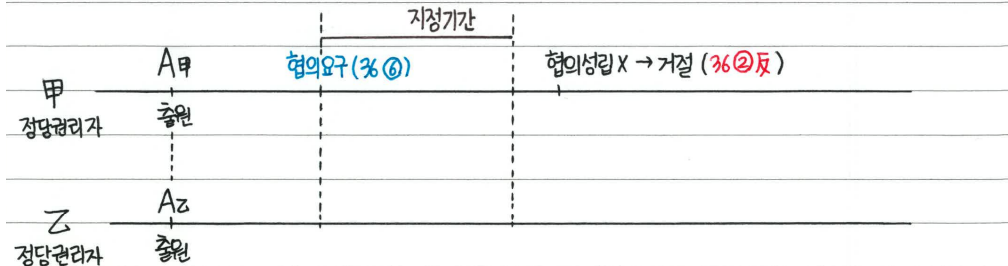 지정기간
A甲 협의요구(36⑥) 협의성립 X → 거절 (36②反)
甲
정당권리자 출원
A乙
乙
정당권리자 출원